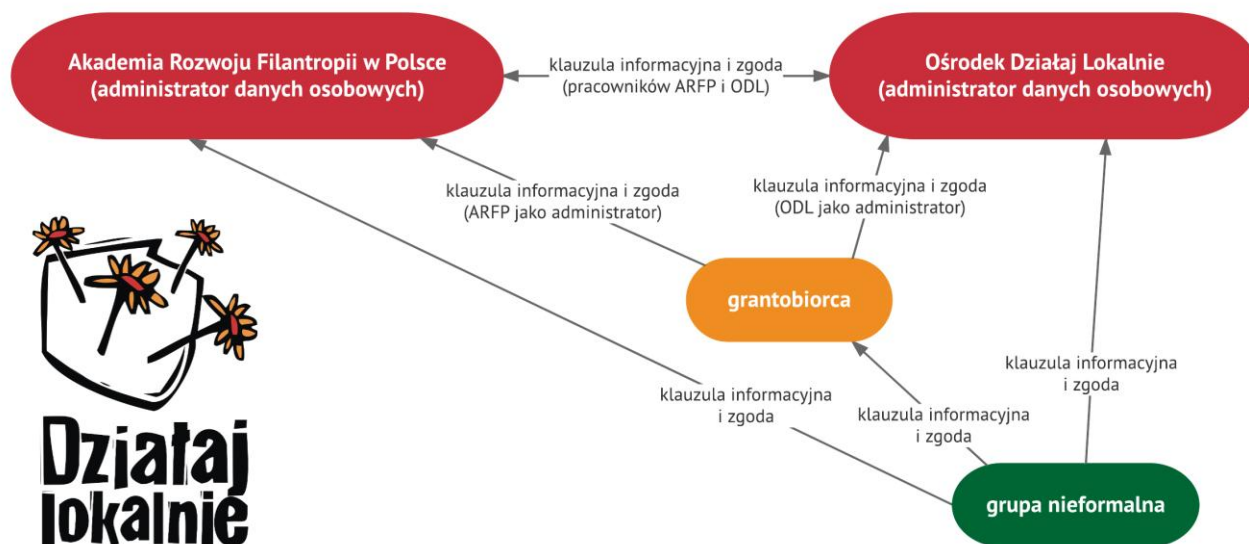 Akademia Rozwoju Filantropii w Polsce
(administrator danych osobowych)
klauzula informacyjna i zgoda
(pracowników ARFP i ODL)
Ośrodek Działaj Lokalnie
(administrator danych osobowych)
klauzula informacyjna i zgoda
(ARFP jako administrator)
klauzula informacyjna i zgoda
(ODL jako administrator)
grantobiorca
klauzula informacyjna
i zgoda
klauzula informacyjna
i zgoda
klauzula informacyjna
i zgoda
grupa nieformalna
Działaj
lokalnie